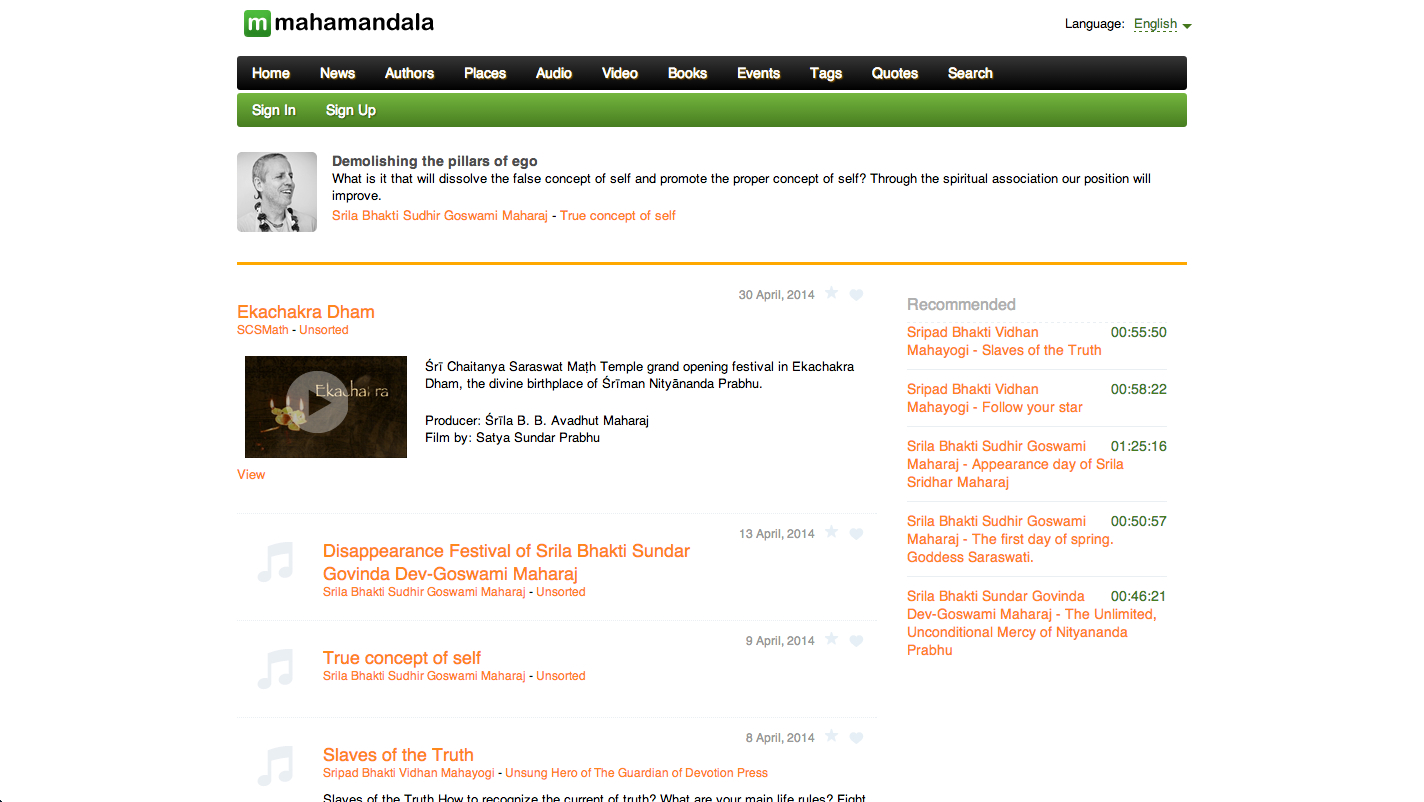 m mahamandala
Language: English
Home News Authors Places Audio Video Books Events Tags Quotes Search
Sign In Sign Up
Demolishing the pillars of ego
What is it that will dissolve the false concept of self and promote the proper concept of self? Through the spiritual association our position will
improve.
Srila Bhakti Sudhir Goswami Maharaj - True concept of self
30 April, 2014
Ekachakra Dham
SCSMath - Unsorted
Ekachakra
Śrī Chaitanya Saraswat Maṭh Temple grand opening festival in Ekachakra
Dham, the divine birthplace of Śrīman Nityānanda Prabhu.
Producer: Śrīla B. B. Avadhut Maharaj
Film by: Satya Sundar Prabhu
View
13 April, 2014
Disappearance Festival of Srila Bhakti Sundar
Govinda Dev-Goswami Maharaj
Srila Bhakti Sudhir Goswami Maharaj - Unsorted
9 April, 2014
True concept of self
Srila Bhakti Sudhir Goswami Maharaj - Unsorted
8 April, 2014
Slaves of the Truth
Sripad Bhakti Vidhan Mahayogi - Unsung Hero of The Guardian of Devotion Press
Slaves of the Truth How to recognize the current of truth? What are your main life rules? Fight
Recommended
Sripad Bhakti Vidhan 00:55:50
Mahayogi - Slaves of the Truth
Sripad Bhakti Vidhan 00:58:22
Mahayogi - Follow your star
Srila Bhakti Sudhir Goswami 01:25:16
Maharaj - Appearance day of Srila
Sridhar Maharaj
Srila Bhakti Sudhir Goswami 00:50:57
Maharaj - The first day of spring.
Goddess Saraswati.
Srila Bhakti Sundar Govinda 00:46:21
Dev-Goswami Maharaj - The Unlimited,
Unconditional Mercy of Nityananda
Prabhu